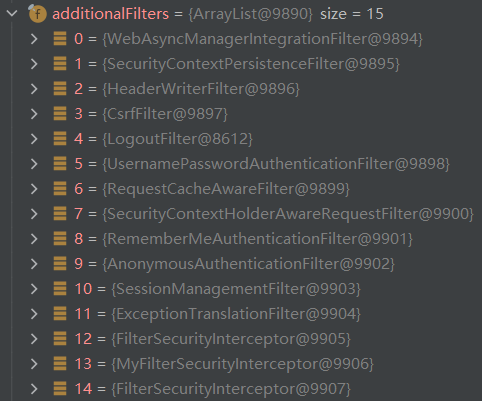 f additionalFilters = {ArrayList@9890} size = 15
0 = {WebAsyncManagerIntegrationFilter@9894}
1 = {SecurityContextPersistenceFilter@9895}
2 = {HeaderWriterFilter@9896}
3 = {CsrfFilter@9897}
4 = {LogoutFilter@8612}
5 = {UsernamePasswordAuthenticationFilter@9898}
6 = {RequestCacheAwareFilter@9899}
7 = {SecurityContextHolderAwareRequestFilter@9900}
8 = {RememberMeAuthenticationFilter@9901}
9 = {AnonymousAuthenticationFilter@9902}
10 = {SessionManagementFilter@9903}
11 = {ExceptionTranslationFilter@9904}
12 = {FilterSecurityInterceptor@9905}
13 = {MyFilterSecurityInterceptor@9906}
14 = {FilterSecurityInterceptor@9907}